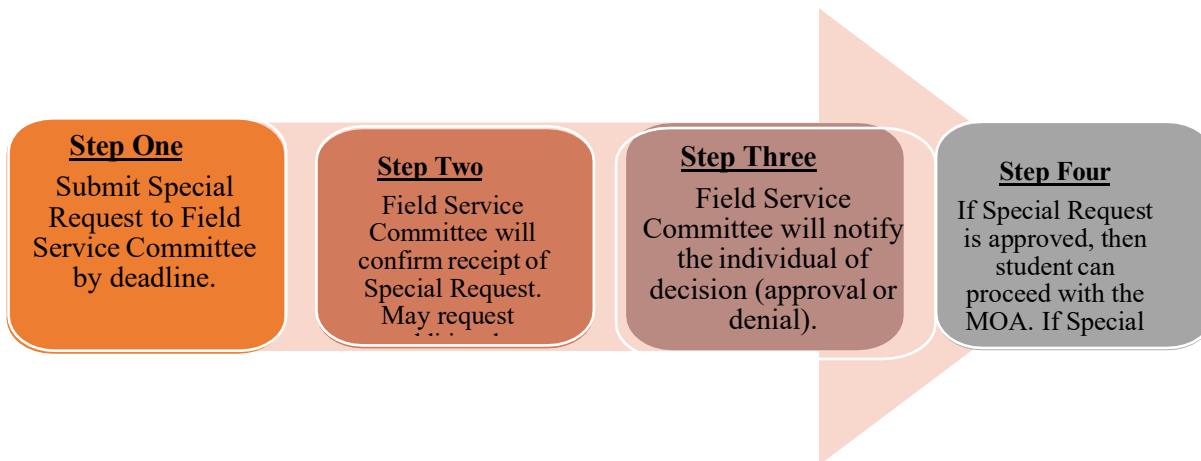 Step One
Submit Special
Request to Field
Service Committee
by deadline.
Step Two
Field Service
Committee will
confirm receipt of
Special Request.
May request
Step Three
Field Service
Committee will notify
the individual of
decision (approval or
denial).
Step Four
If Special Request
is approved, then
student can
proceed with the
MOA. If Special